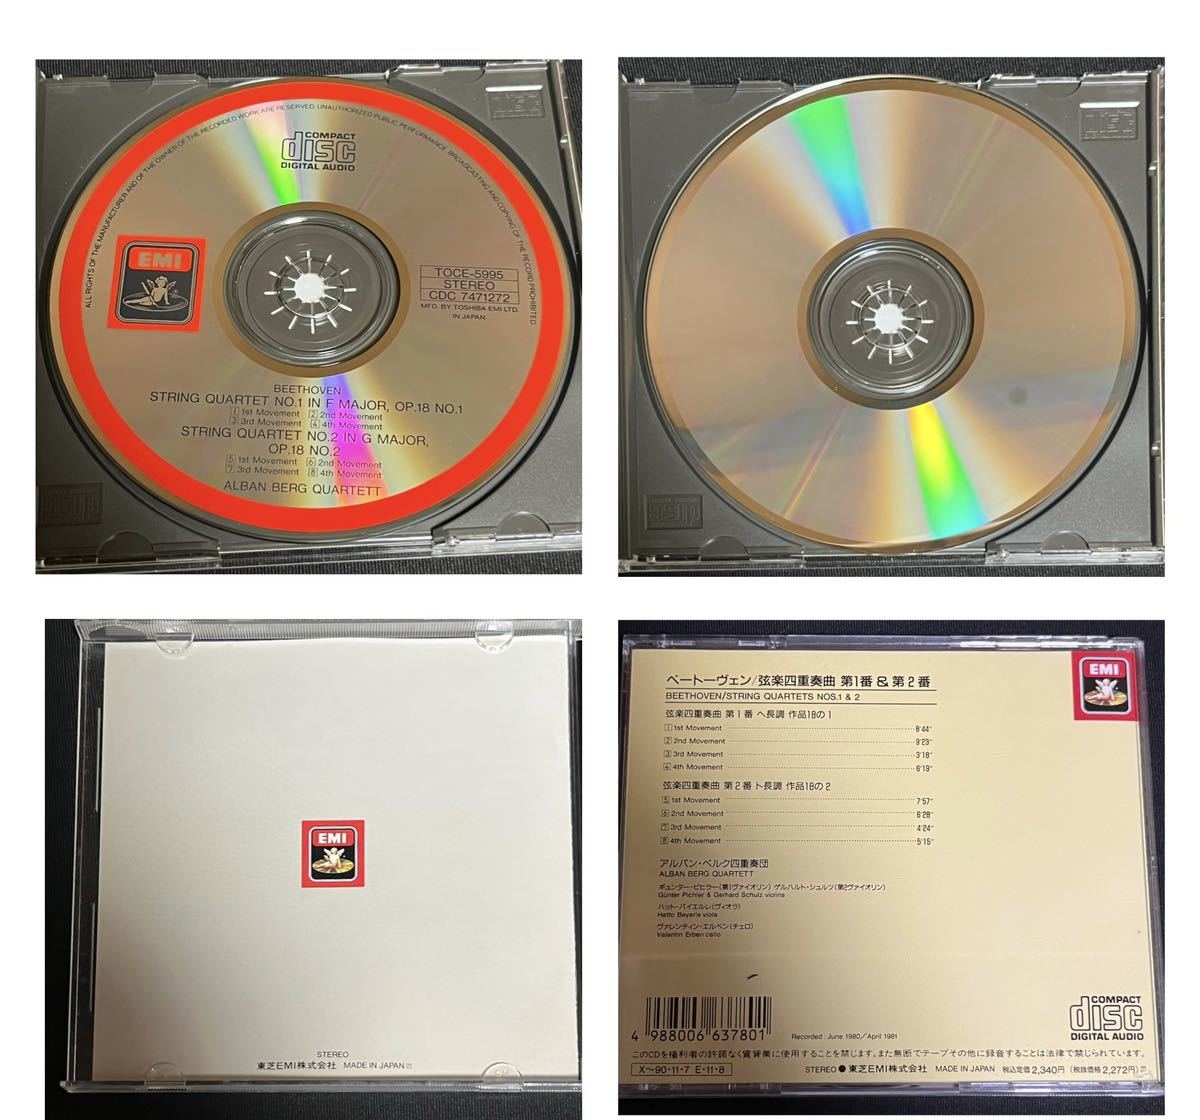 ALL RIGHTS OF THE MANUFACTURER AND OF THE OWNER OF THE RECORDED WORK ARE RESERVED. UNAUTHORIZED PUBLIC PERFORMANCE BROADCASTING AND COPYING OF THE RECORD PROHIBITED
COMPACT
disc
DIGITAL AUDIO
EMI
TOCE-5995
STEREO
CDC 7471272
MFD. BY TOSHIBA EMI LTD.
IN JAPAN.
BEETHOVEN
STRING QUARTET NO.1 IN F MAJOR, OP.18 NO.1
1 1st Movement 2 2nd Movement
3 3rd Movement 4 4th Movement
STRING QUARTET NO.2 IN G MAJOR,
OP.18 NO.2
5 1st Movement 6 2nd Movement
7 3rd Movement 8 4th Movement
ALBAN BERG QUARTETT
EMI
STEREO
東芝EMI株式会社 MADE IN JAPAN
EMI
ベートーヴェン/弦楽四重奏曲 第1番 & 第2番
BEETHOVEN/STRING QUARTETS NOS.1 & 2
弦楽四重奏曲 第1番 ヘ長調 作品18の1
1 1st Movement 8'44"
2 2nd Movement 9'23"
3 3rd Movement 3'18"
4 4th Movement 6'19"
弦楽四重奏曲 第2番 ト長調 作品18の2
5 1st Movement 7'57"
6 2nd Movement 6'28"
7 3rd Movement 4'24"
8 4th Movement 5'15"
アルバン・ベルク四重奏団
ALBAN BERG QUARTETT
ギュンター・ピヒラー(第1ヴァイオリン) ゲルハルト・シュルツ(第2ヴァイオリン)
Günter Pichler & Gerhard Schulz violins
ハット・バイエルレ(ヴィオラ)
Hatto Beyerle viola
ヴァレンティン・エルベン(チェロ)
Valentin Erben cello
4 988006 637801
Recorded : June 1980/April 1981
COMPACT
disc
DIGITAL AUDIO
このCDを権利者の許諾なく賃貸業に使用することを禁じます。また無断でテープその他に録音することは法律で禁じられています。
X~90・11・7 E・11・8
STEREO ● 東芝EMI株式会社 MADE IN JAPAN 税込定価2,340円(税抜価格2,272円)